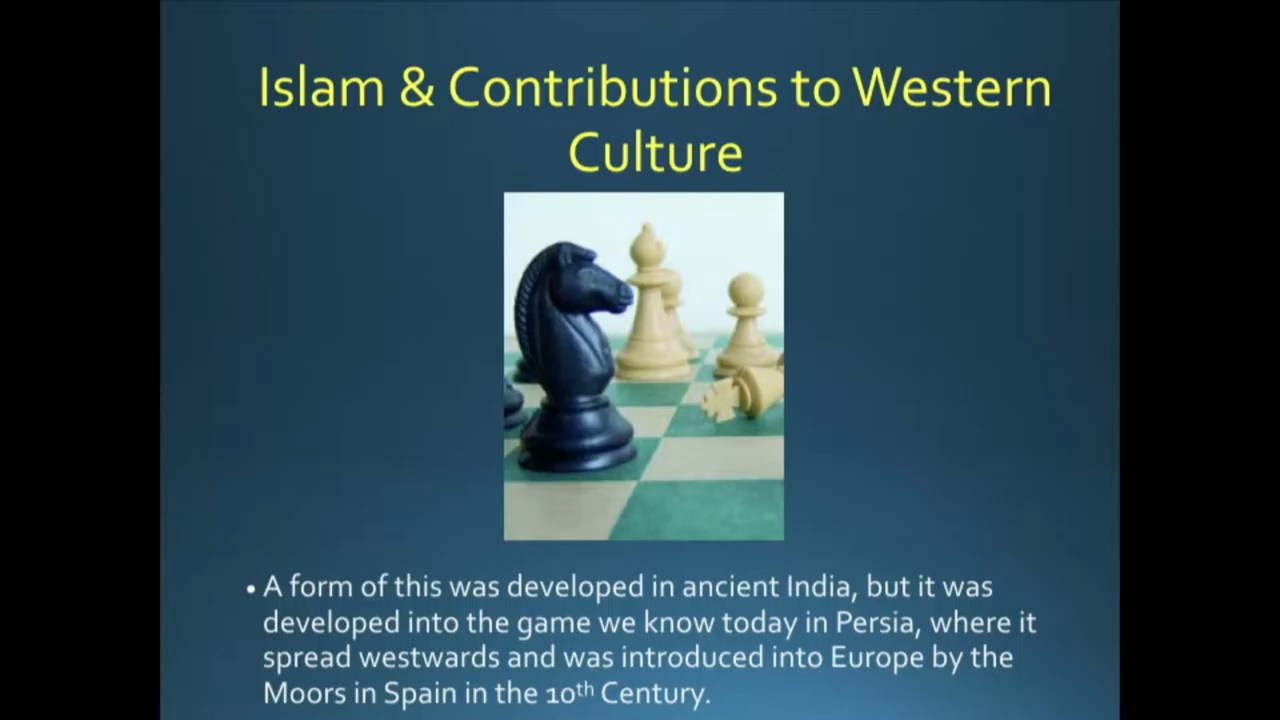 Islam & Contributions to Western
Culture
• A form of this was developed in ancient India, but it was
developed into the game we know today in Persia, where it
spread westwards and was introduced into Europe by the
Moors in Spain in the 10th Century.